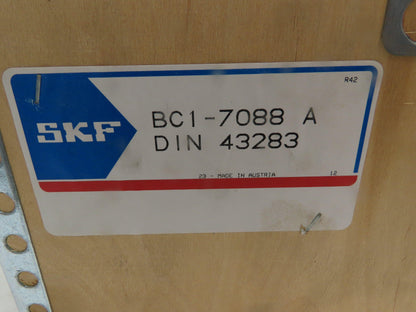 R42
SKF
BC1-7088 A
DIN 43283
23 - MADE IN AUSTRIA 12